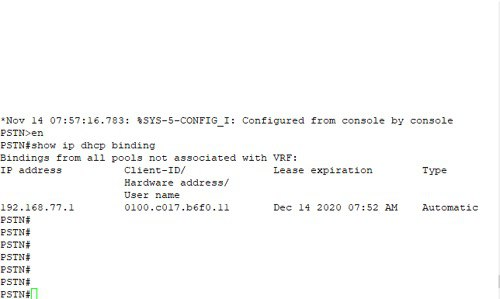 *Nov 14 07:57:16.783: %SYS-5-CONFIG_I: Configured from console by console
PSTN>en
PSTN#show ip dhcp binding
Bindings from all pools not associated with VRF:
IP address          Client-ID/              Lease expiration        Type
                    Hardware address/
                    User name
192.168.77.1        0100.c017.b6f0.11       Dec 14 2020 07:52 AM    Automatic
PSTN#
PSTN#
PSTN#
PSTN#
PSTN#
PSTN#
PSTN#